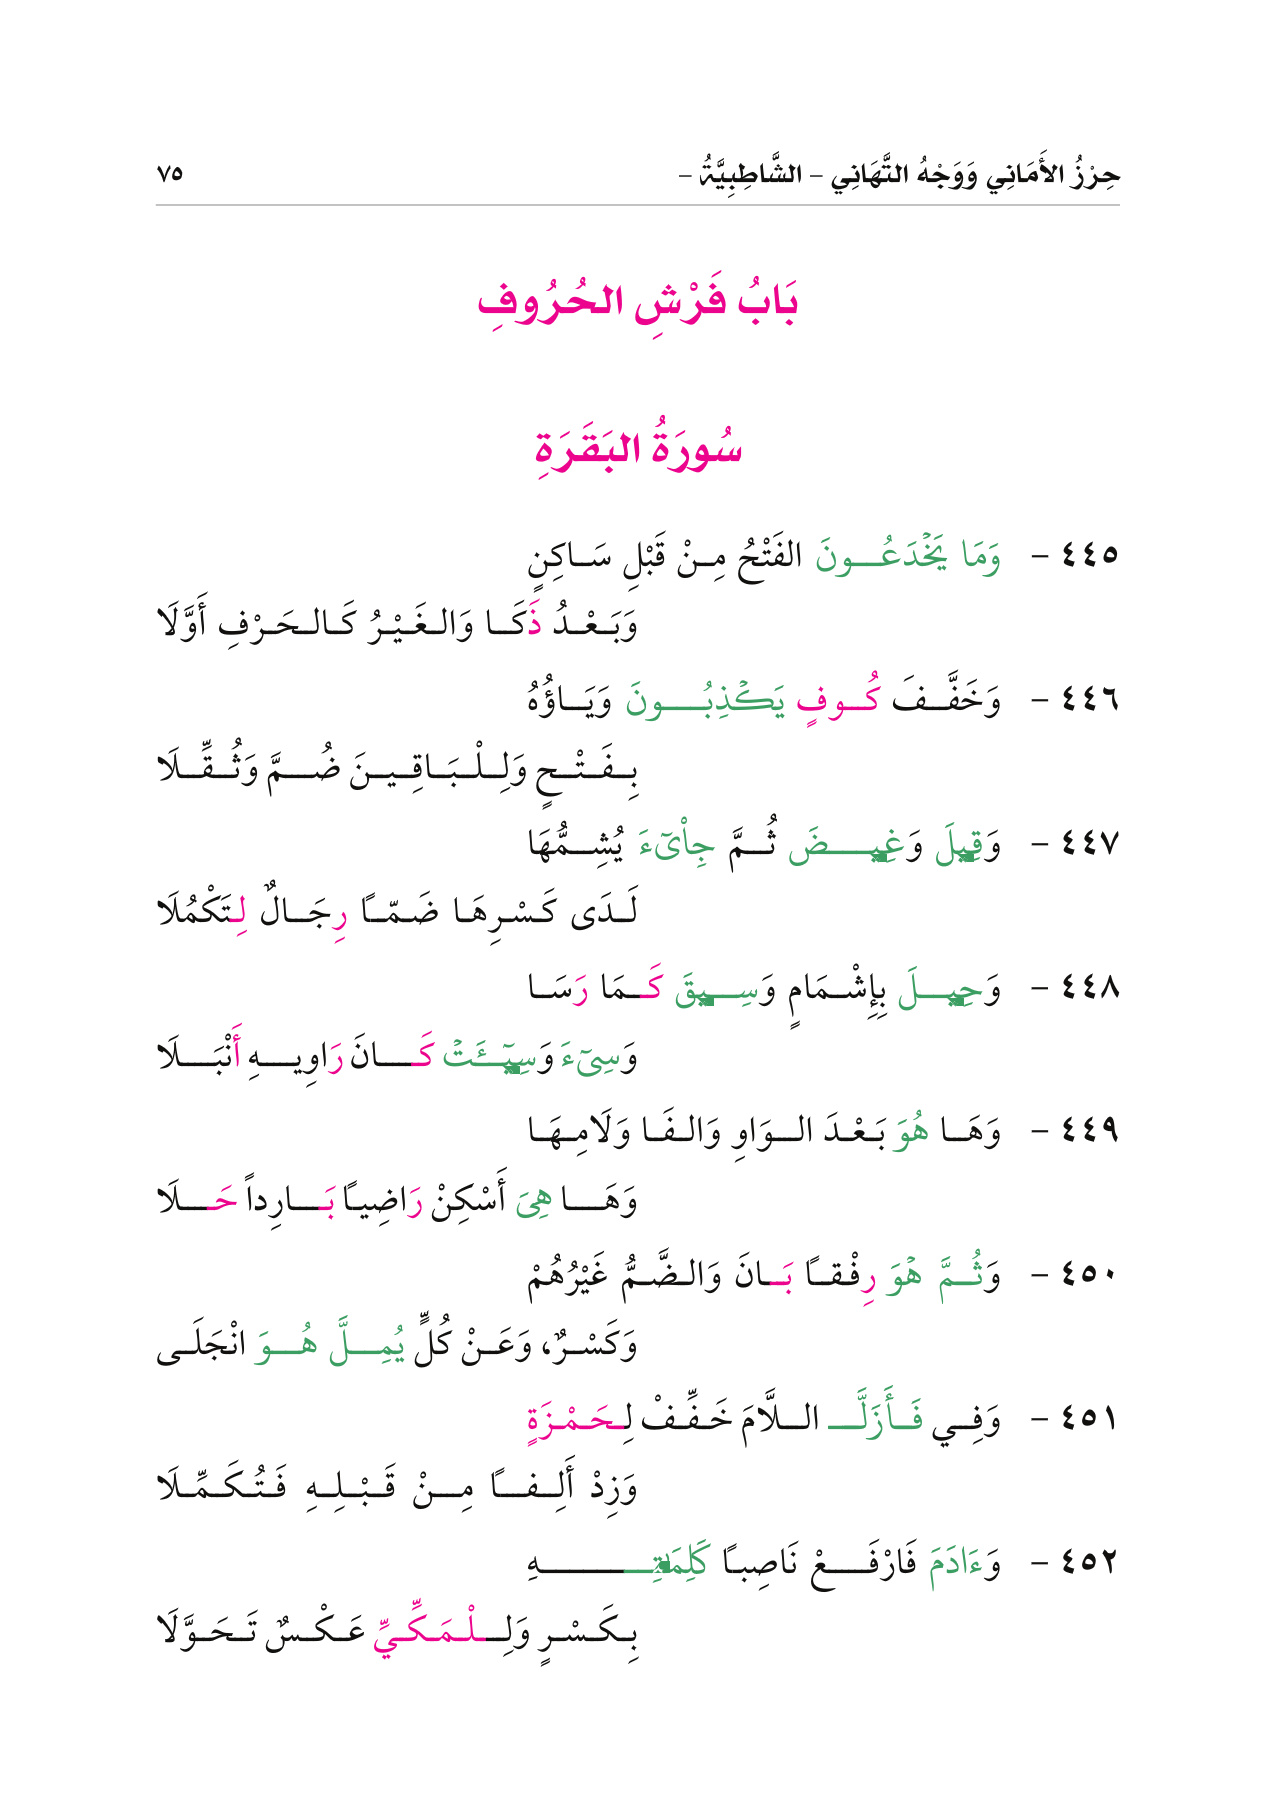 حِرْزُ الأَمَانِي وَوَجْهُ التَّهَانِي – الشَّاطِبِيَّةُ – ٧٥
بَابُ فَرْشِ الحُرُوفِ
سُورَةُ البَقَرَةِ
٤٤٥ – وَمَا يَخْدَعُونَ الفَتْحُ مِنْ قَبْلِ سَاكِنٍ
وَبَعْدُ ذَكَا وَالغَيْرُ كَالحَرْفِ أَوَّلَا
٤٤٦ – وَخَفَّفَ كُوفٍ يَكْذِبُونَ وَيَاؤُهُ
بِفَتْحٍ وَلِلْبَاقِينَ ضُمَّ وَثُقِّلَا
٤٤٧ – وَقِيلَ وَغِيضَ ثُمَّ جِاْىٓءَ يُشِمُّهَا
لَدَى كَسْرِهَا ضَمّاً رِجَالٌ لِتَكْمُلَا
٤٤٨ – وَحِيلَ بِإِشْمَامٍ وَسِيقَ كَمَا رَسَا
وَسِىٓءَ وَسِيٓـَٔتْ كَانَ رَاوِيهِ أَنْبَلَا
٤٤٩ – وَهَا هُوَ بَعْدَ الوَاوِ وَالفَا وَلَامِهَا
وَهَا هِيَ أَسْكِنْ رَاضِياً بَارِداً حَلَا
٤٥٠ – وَثُمَّ هْوَ رِفْقاً بَانَ وَالضَّمُّ غَيْرُهُمْ
وَكَسْرٌ، وَعَنْ كُلٍّ يُمِلَّ هُوَ انْجَلَى
٤٥١ – وَفِي فَأَزَلَّ اللَّامَ خَفِّفْ لِحَمْزَةٍ
وَزِدْ أَلِفاً مِنْ قَبْلِهِ فَتُكَمِّلَا
٤٥٢ – وَءَادَمَ فَارْفَعْ نَاصِباً كَلِمَٰتِهِ
بِكَسْرٍ وَلِلْمَكِّيِّ عَكْسٌ تَحَوَّلَا